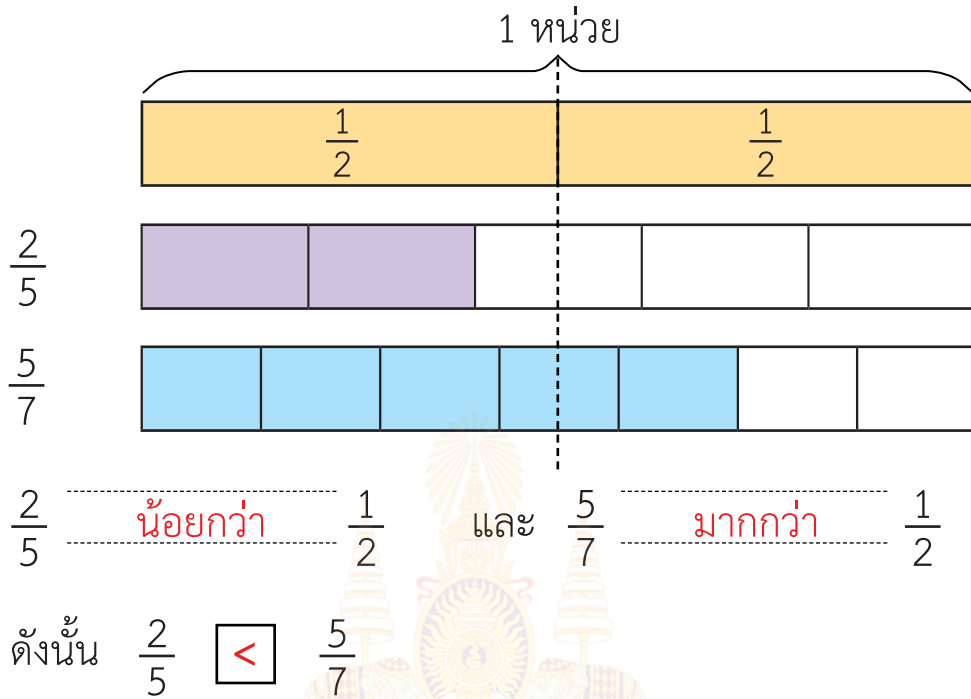 1 หน่วย
1/2 1/2
2/5
5/7
2/5 น้อยกว่า 1/2 และ 5/7 มากกว่า 1/2
ดังนั้น 2/5 < 5/7